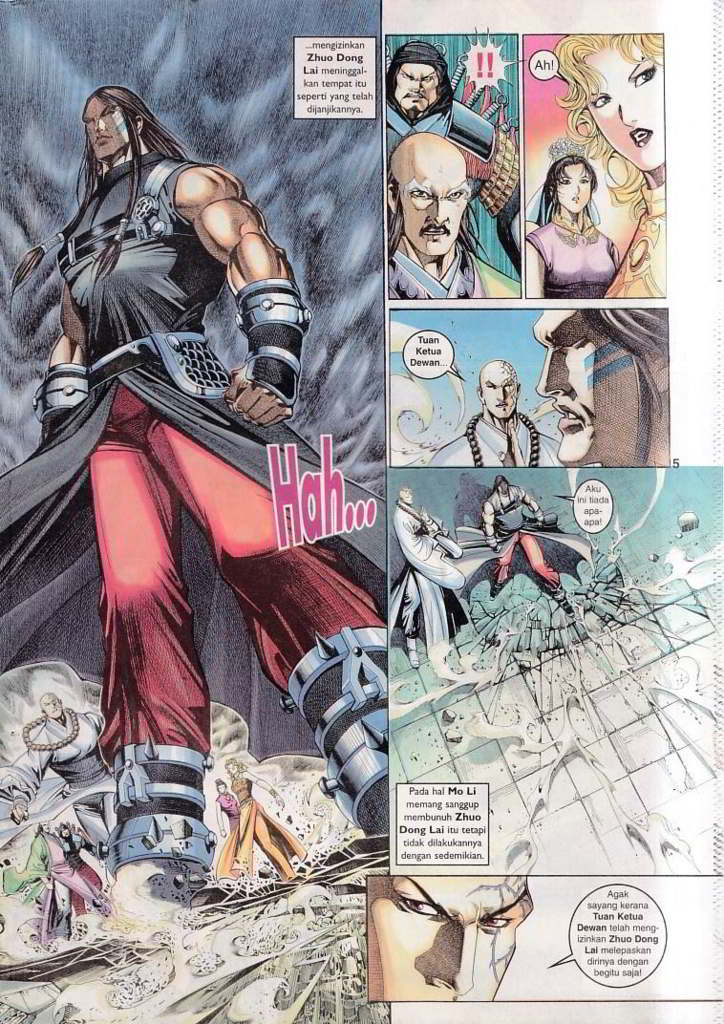 ...mengizinkan
Zhuo Dong
Lai meninggal-
kan tempat itu
seperti yang telah
dijanjikannya.
Hah...
!!
Ah!
Tuan
Ketua
Dewan...
5
Aku
ini tiada
apa-
apa!
Pada hal Mo Li
memang sanggup
membunuh Zhuo
Dong Lai itu tetapi
tidak dilakukannya
dengan sedemikian.
Agak
sayang kerana
Tuan Ketua
Dewan telah meng-
izinkan Zhuo Dong
Lai melepaskan
dirinya dengan
begitu saja!